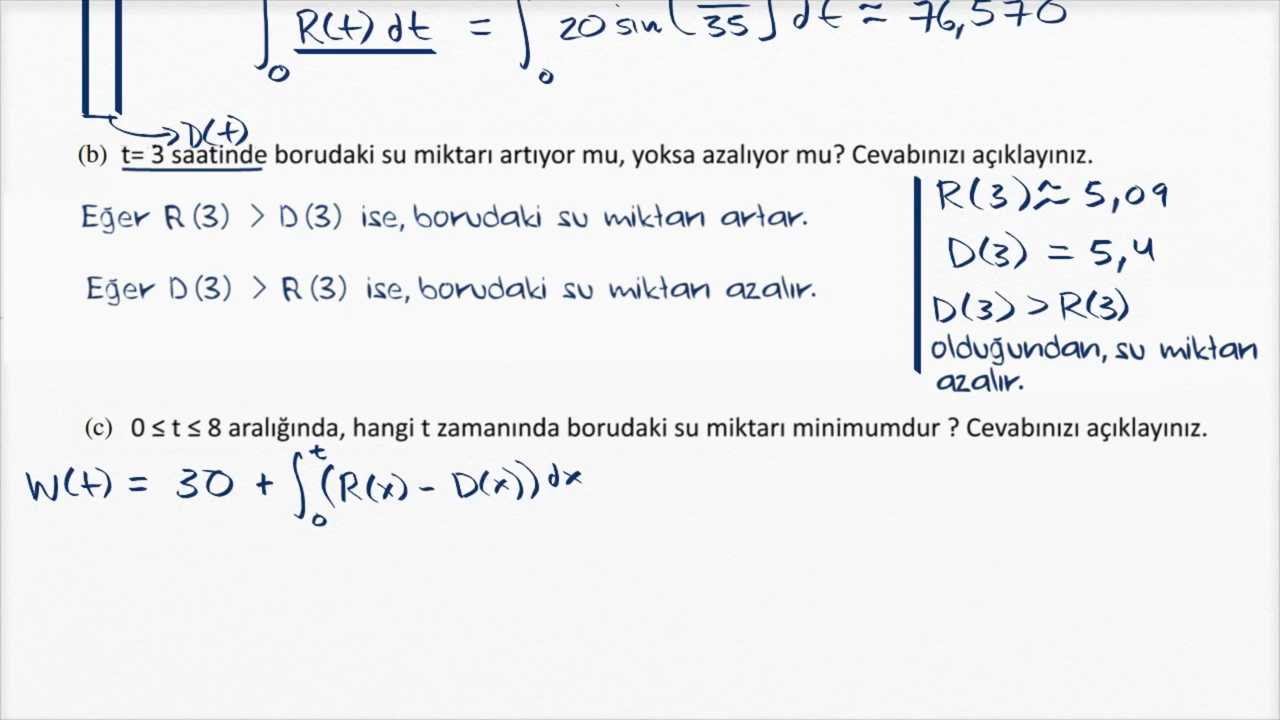 ∫₀ R(t) dt = ∫₀ 20 sin( 35 ) dt ≈ 76,570
→ D(t)
(b) t= 3 saatinde borudaki su miktarı artıyor mu, yoksa azalıyor mu? Cevabınızı açıklayınız.
Eğer R(3) > D(3) ise, borudaki su miktarı artar.
Eğer D(3) > R(3) ise, borudaki su miktarı azalır.
R(3) ≈ 5,09
D(3) = 5,4
D(3) > R(3)
olduğundan, su miktarı
azalır.
(c) 0 ≤ t ≤ 8 aralığında, hangi t zamanında borudaki su miktarı minimumdur ? Cevabınızı açıklayınız.
W(t) = 30 + ∫₀ᵗ (R(x) - D(x)) dx